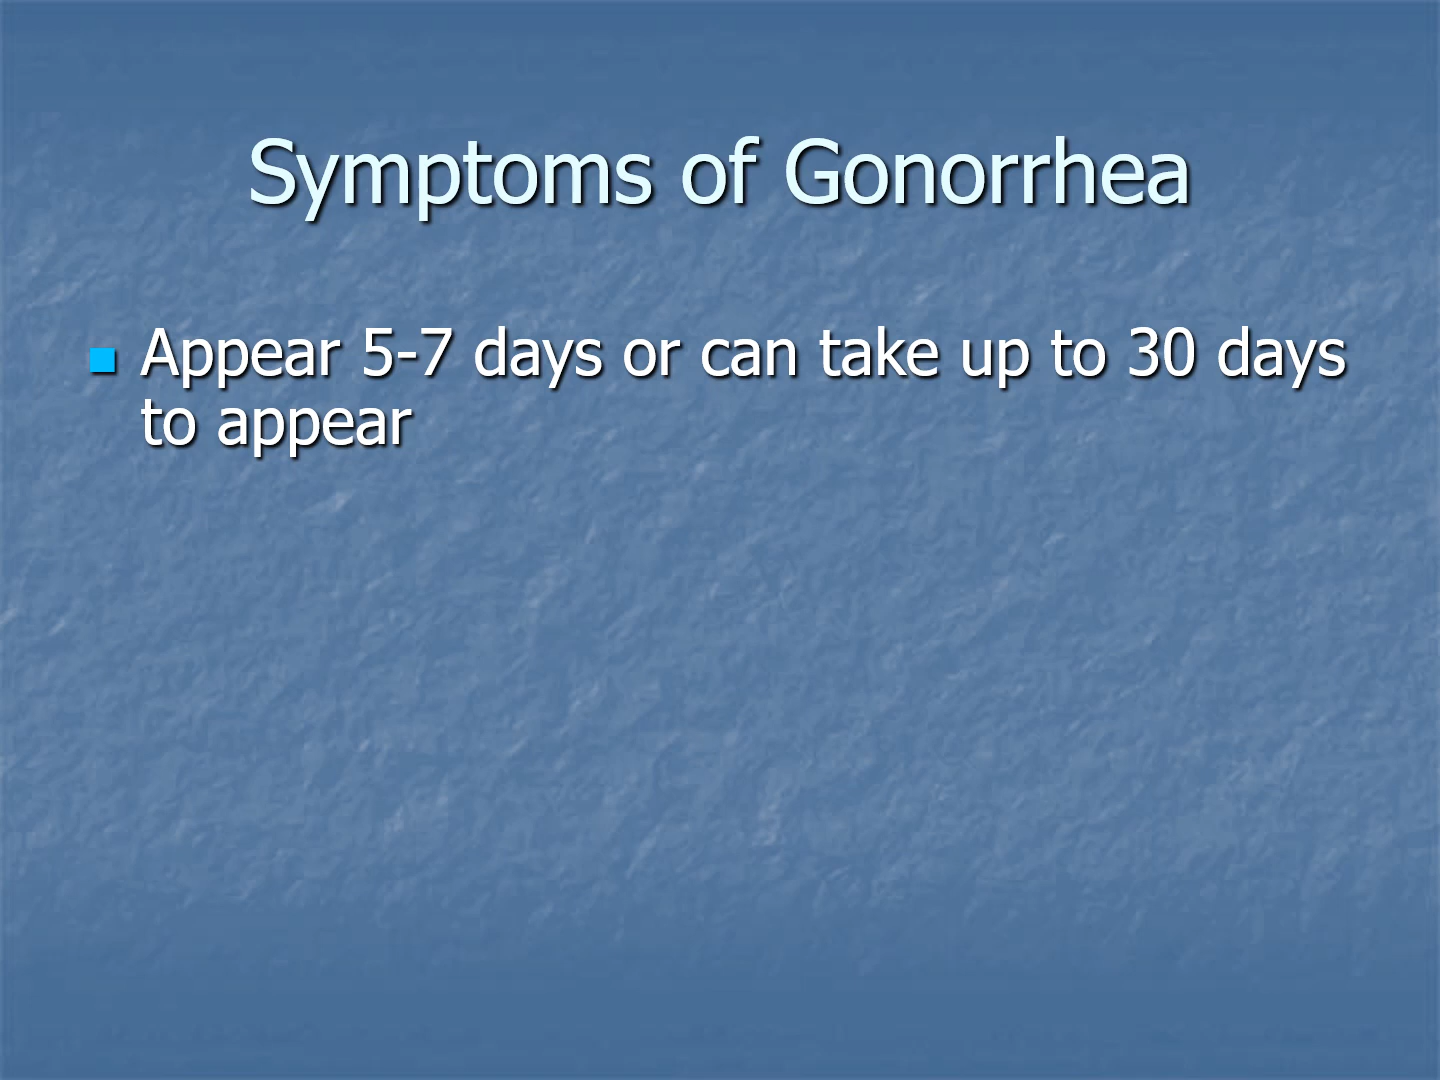 Symptoms of Gonorrhea
Appear 5-7 days or can take up to 30 days
to appear